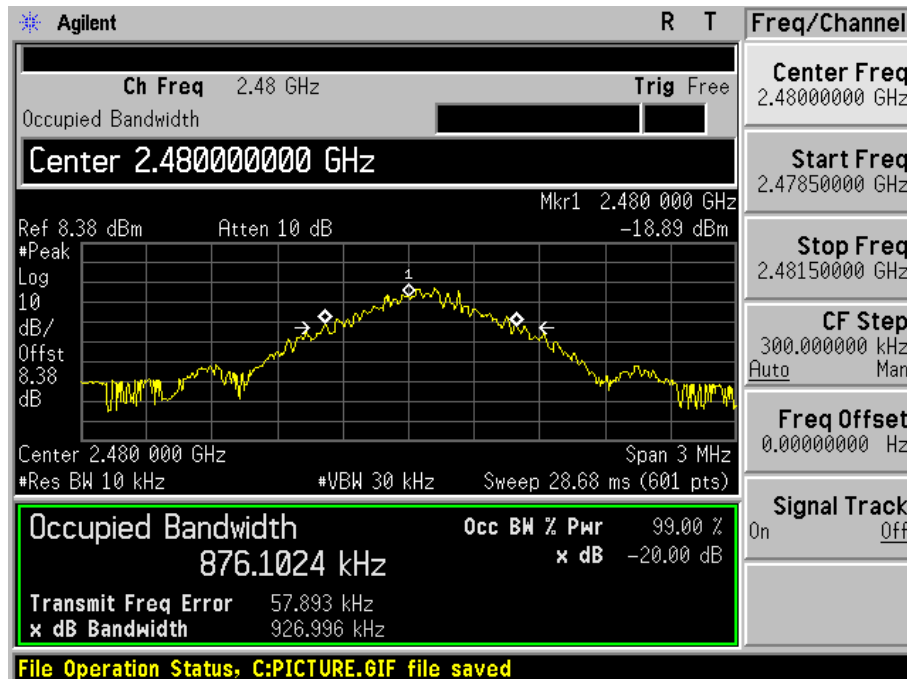 Agilent R T
Ch Freq 2.48 GHz Trig Free
Occupied Bandwidth
Center 2.480000000 GHz
Mkr1 2.480 000 GHz
Ref 8.38 dBm Atten 10 dB -18.89 dBm
#Peak
Log
10
dB/
Offst
8.38
dB
1
Center 2.480 000 GHz Span 3 MHz
#Res BW 10 kHz #VBW 30 kHz Sweep 28.68 ms (601 pts)
Occupied Bandwidth Occ BW % Pwr 99.00 %
876.1024 kHz x dB -20.00 dB
Transmit Freq Error 57.893 kHz
x dB Bandwidth 926.996 kHz
File Operation Status, C:PICTURE.GIF file saved
Freq/Channel
Center Freq
2.48000000 GHz
Start Freq
2.47850000 GHz
Stop Freq
2.48150000 GHz
CF Step
300.000000 kHz
Auto Man
Freq Offset
0.00000000 Hz
Signal Track
On Off